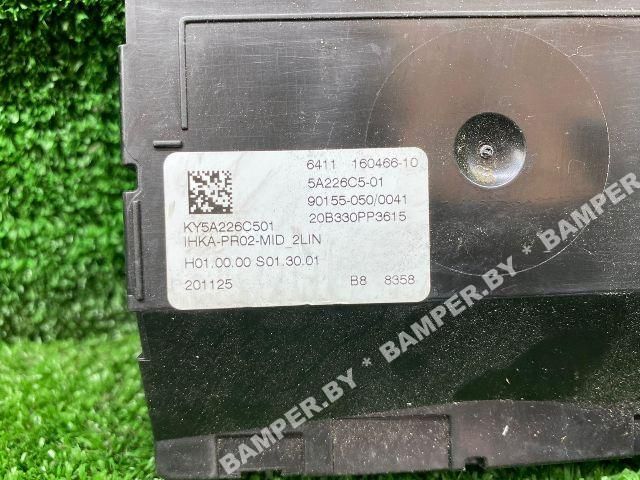 6411 160466-10
5A226C5-01
90155-050/0041
20B330PP3615
KY5A226C501
IHKA-PR02-MID_2LIN
H01.00.00 S01.30.01
201125 B8 8358
BAMPER.BY * BAMPER.BY * BAMPER.BY